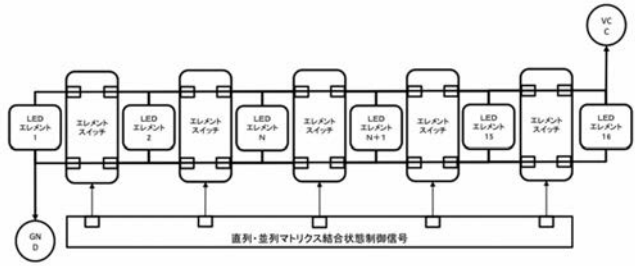 VC
C
LED
エレメント
1
エレメント
スイッチ
LED
エレメント
2
エレメント
スイッチ
LED
エレメント
N
エレメント
スイッチ
LED
エレメント
N+1
エレメント
スイッチ
LED
エレメント
15
エレメント
スイッチ
LED
エレメント
16
GN
D
直列・並列マトリクス結合状態制御信号